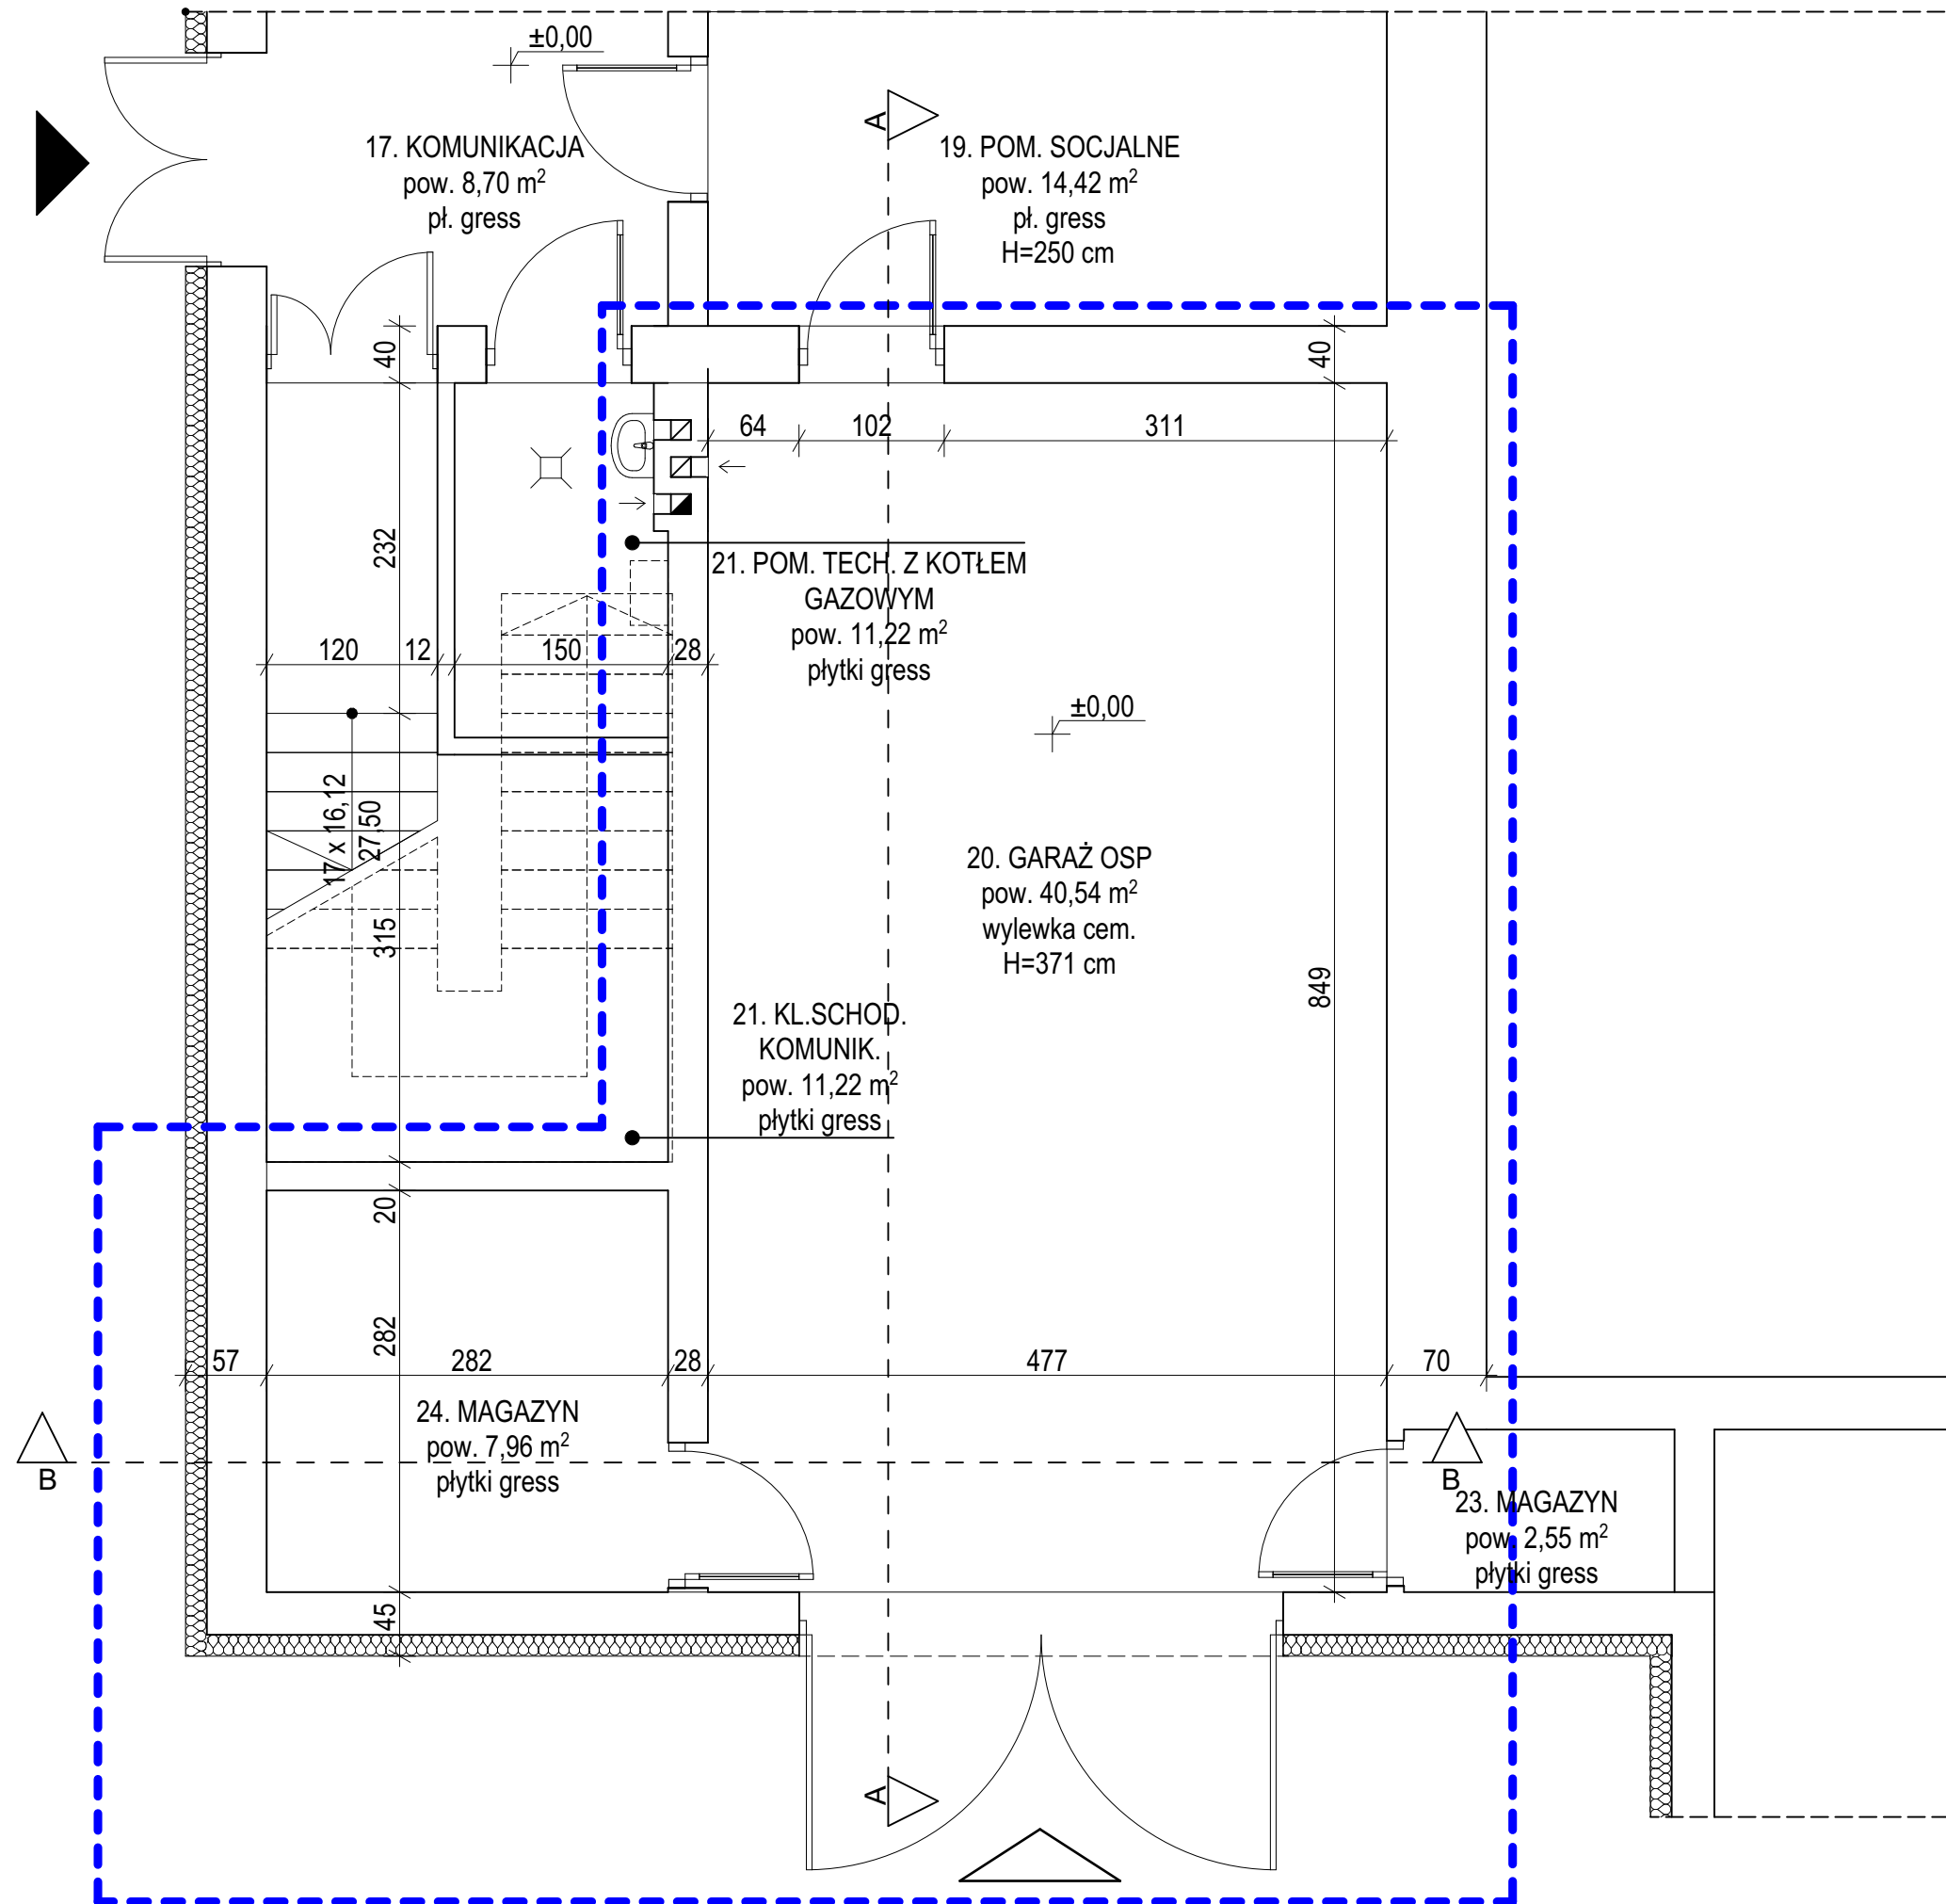 ±0,00
A
17. KOMUNIKACJA
pow. 8,70 m²
pł. gress
19. POM. SOCJALNE
pow. 14,42 m²
pł. gress
H=250 cm
40
40
64
102
311
232
21. POM. TECH. Z KOTŁEM
GAZOWYM
pow. 11,22 m²
płytki gress
120
12
150
28
±0,00
17 x 16,12
27,50
20. GARAŻ OSP
pow. 40,54 m²
wylewka cem.
H=371 cm
315
849
21. KL.SCHOD.
KOMUNIK.
pow. 11,22 m²
płytki gress
20
282
57
282
28
477
70
24. MAGAZYN
pow. 7,96 m²
płytki gress
B
B
23. MAGAZYN
pow. 2,55 m²
płytki gress
45
A